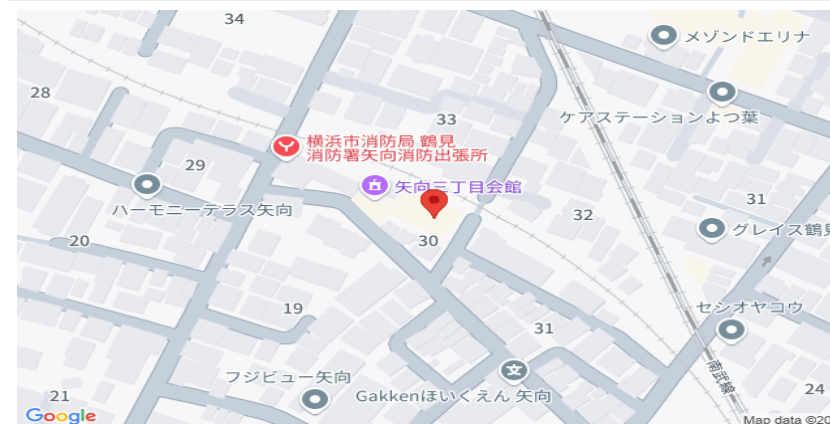 34
メゾンドエリナ
28
33
ケアステーションよつ葉
横浜市消防局 鶴見
消防署矢向消防出張所
29
矢向三丁目会館
31
ハーモニーテラス矢向
32
グレイス鶴見
20
30
19
セシオヤコウ
31
フジビュー矢向
南武線
Gakkenほいくえん 矢向
24
21
Google
Map data ©20